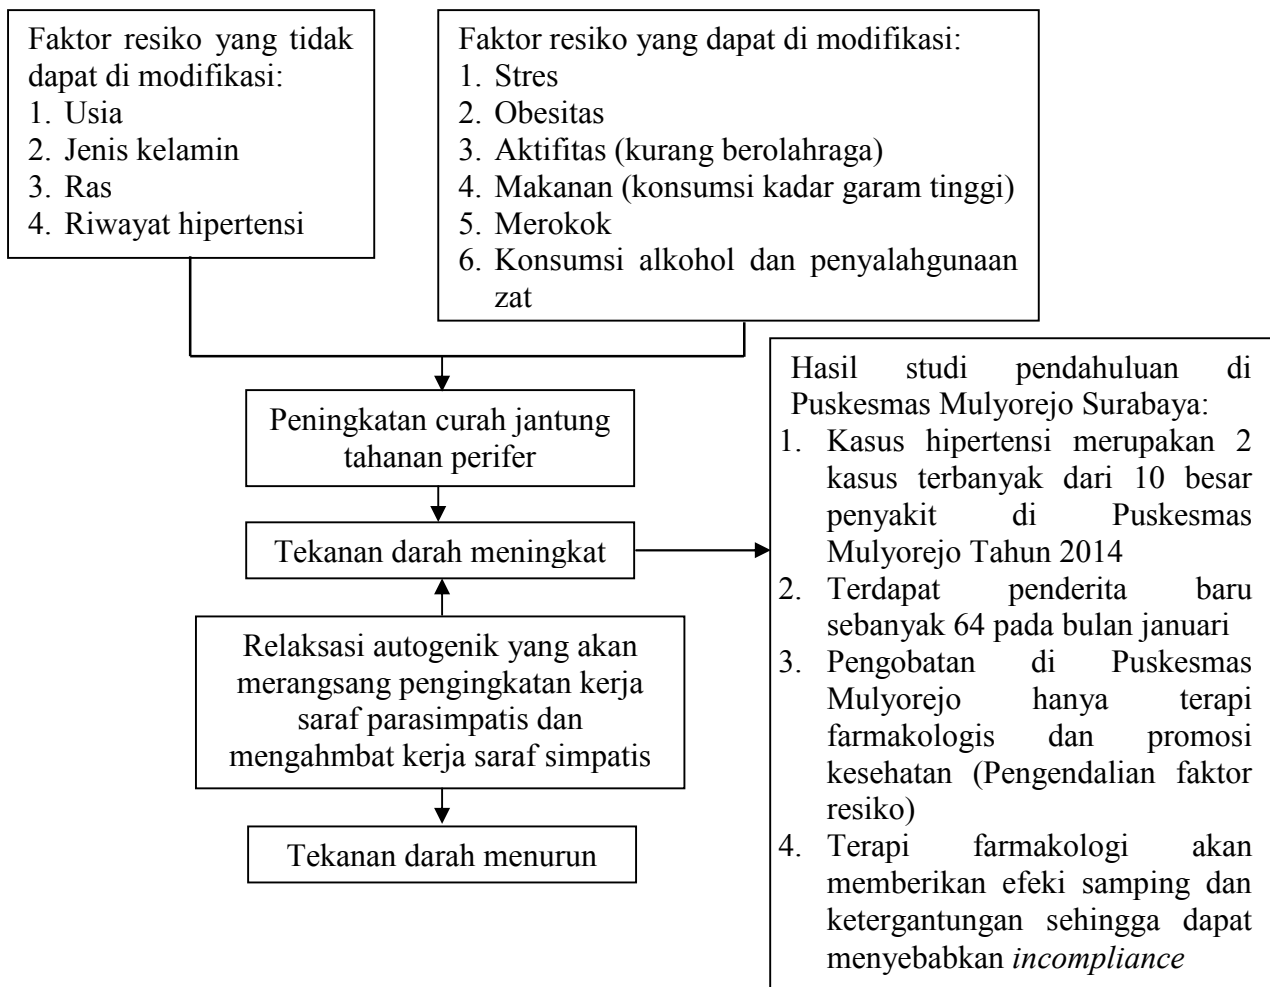 Faktor resiko yang tidak
dapat di modifikasi:
1. Usia
2. Jenis kelamin
3. Ras
4. Riwayat hipertensi
Faktor resiko yang dapat di modifikasi:
1. Stres
2. Obesitas
3. Aktifitas (kurang berolahraga)
4. Makanan (konsumsi kadar garam tinggi)
5. Merokok
6. Konsumsi alkohol dan penyalahgunaan
zat
Peningkatan curah jantung
tahanan perifer
Tekanan darah meningkat
Relaksasi autogenik yang akan
merangsang pengingkatan kerja
saraf parasimpatis dan
mengahmbat kerja saraf simpatis
Tekanan darah menurun
Hasil studi pendahuluan di
Puskesmas Mulyorejo Surabaya:
1. Kasus hipertensi merupakan 2
kasus terbanyak dari 10 besar
penyakit di Puskesmas
Mulyorejo Tahun 2014
2. Terdapat penderita baru
sebanyak 64 pada bulan januari
3. Pengobatan di Puskesmas
Mulyorejo hanya terapi
farmakologis dan promosi
kesehatan (Pengendalian faktor
resiko)
4. Terapi farmakologi akan
memberikan efeki samping dan
ketergantungan sehingga dapat
menyebabkan incompliance